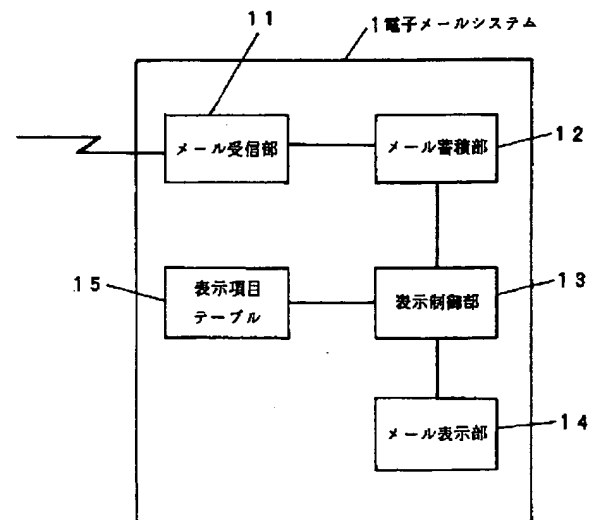 11
1電子メールシステム
メール受信部
メール蓄積部
12
15
表示項目
テーブル
表示制御部
13
メール表示部
14